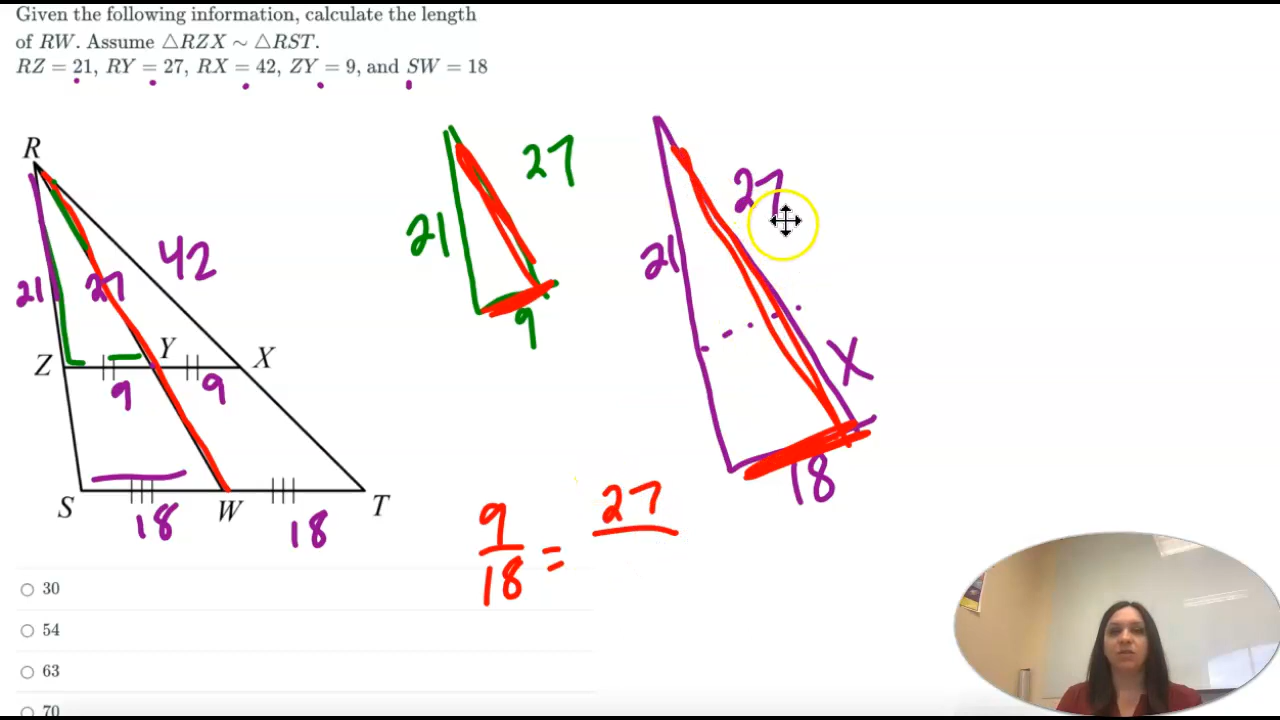 Given the following information, calculate the length
of RW. Assume △RZX ∼ △RST.
RZ = 21, RY = 27, RX = 42, ZY = 9, and SW = 18
R
42
21
27
Z
Y
X
9
9
S
W
T
18
18
27
21
9
27
21
X
18
9/18 = 27
30
54
63
70